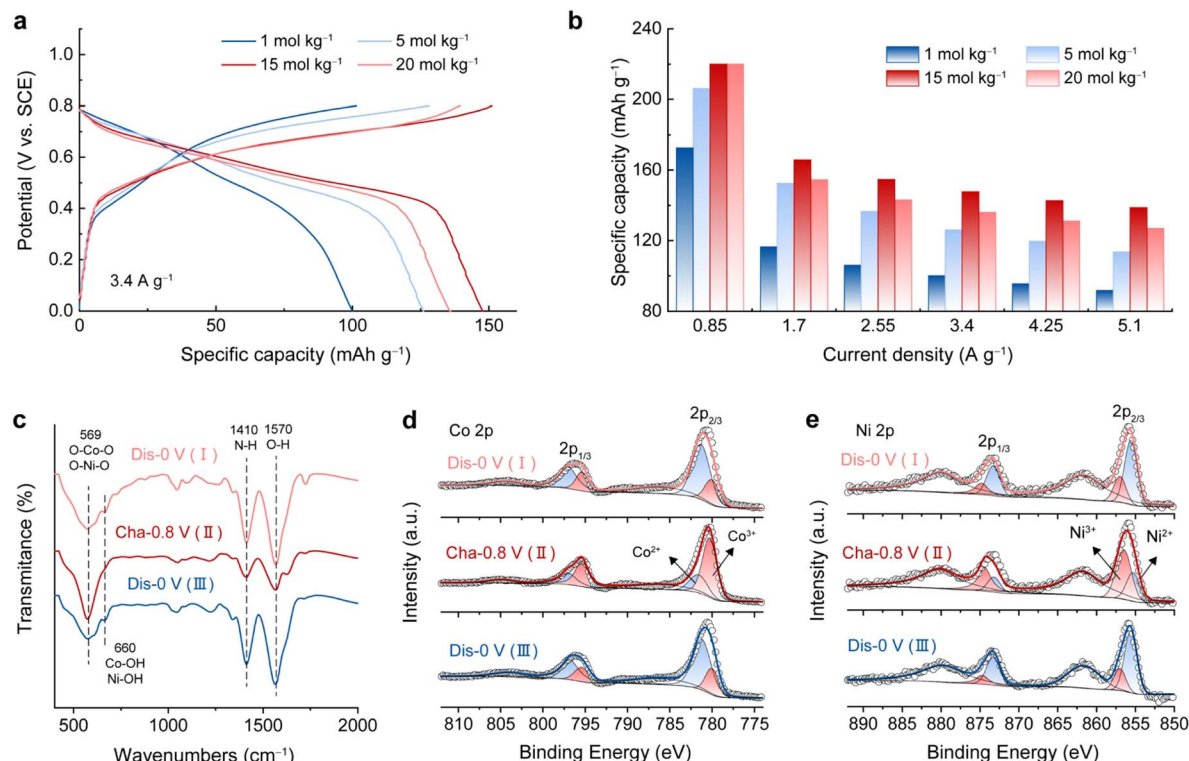 a
1 mol kg⁻¹
5 mol kg⁻¹
15 mol kg⁻¹
20 mol kg⁻¹
1.0
0.8
0.6
0.4
0.2
0.0
Potential (V vs. SCE)
3.4 A g⁻¹
0
50
100
150
Specific capacity (mAh g⁻¹)
b
1 mol kg⁻¹
5 mol kg⁻¹
15 mol kg⁻¹
20 mol kg⁻¹
240
200
160
120
80
Specific capacity (mAh g⁻¹)
0.85
1.7
2.55
3.4
4.25
5.1
Current density (A g⁻¹)
c
569
O-Co-O
O-Ni-O
1410
N-H
1570
O-H
Dis-0 V (Ⅰ)
Cha-0.8 V (Ⅱ)
Dis-0 V (Ⅲ)
660
Co-OH
Ni-OH
Transmitance (%)
500
1000
1500
2000
Wavenumbers (cm⁻¹)
d
Co 2p
2p₂/₃
2p₁/₃
Dis-0 V (Ⅰ)
Cha-0.8 V (Ⅱ)
Co²⁺
Co³⁺
Dis-0 V (Ⅲ)
Intensity (a.u.)
810
805
800
795
790
785
780
775
Binding Energy (eV)
e
Ni 2p
2p₂/₃
2p₁/₃
Dis-0 V (Ⅰ)
Cha-0.8 V (Ⅱ)
Ni³⁺
Ni²⁺
Dis-0 V (Ⅲ)
Intensity (a.u.)
890
885
880
875
870
865
860
855
850
Binding Energy (eV)